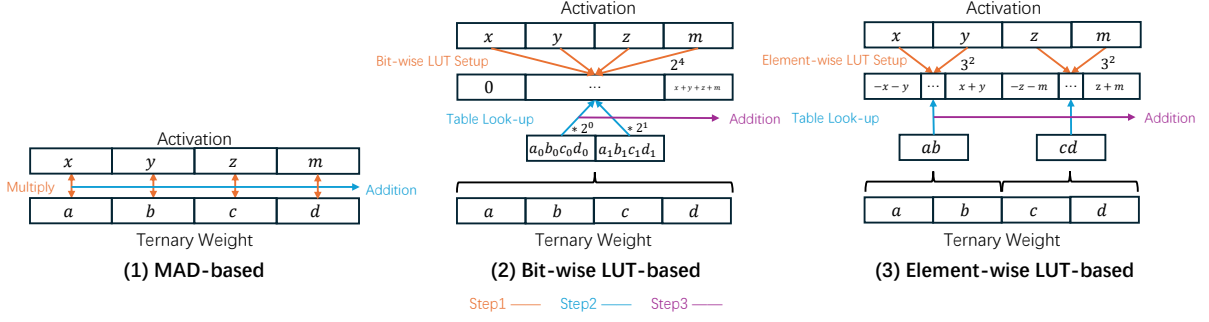 Activation
x y z m
Multiply
Addition
a b c d
Ternary Weight
(1) MAD-based
Activation
x y z m
Bit-wise LUT Setup
2⁴
0 ... x + y + z + m
Table Look-up
* 2⁰ * 2¹
Addition
a₀b₀c₀d₀ a₁b₁c₁d₁
a b c d
Ternary Weight
(2) Bit-wise LUT-based
Activation
x y z m
Element-wise LUT Setup
3² 3²
−x − y ... x + y −z − m ... z + m
Table Look-up
Addition
ab cd
a b c d
Ternary Weight
(3) Element-wise LUT-based
Step1 —— Step2 —— Step3 ——